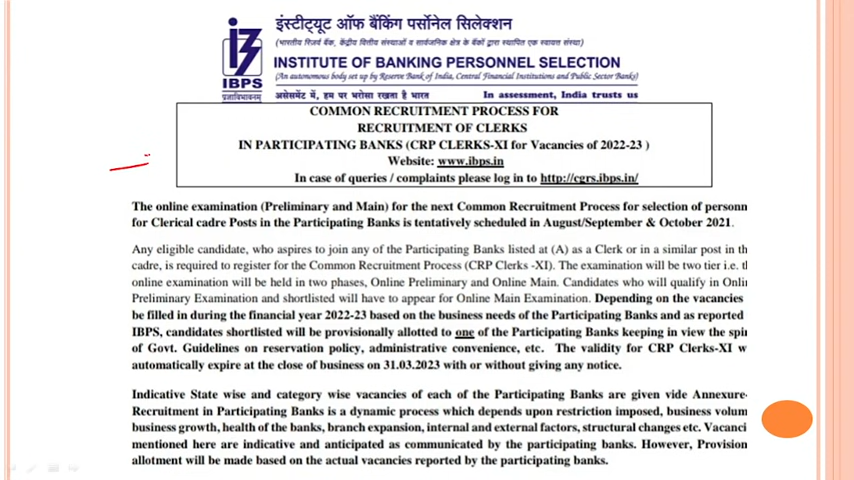 इंस्टीट्यूट ऑफ बैंकिंग पर्सोनेल सिलेक्शन
(भारतीय रिजर्व बैंक, केंद्रीय वित्तीय संस्थाओं व सार्वजनिक क्षेत्र के बैंकों द्वारा स्थापित एक स्वायत्त संस्था)
INSTITUTE OF BANKING PERSONNEL SELECTION
(An autonomous body set up by Reserve Bank of India, Central Financial Institutions and Public Sector Banks)
IBPS
असेसमेंट में, हम पर भरोसा रखता है भारत In assessment, India trusts us
COMMON RECRUITMENT PROCESS FOR
RECRUITMENT OF CLERKS
IN PARTICIPATING BANKS (CRP CLERKS-XI for Vacancies of 2022-23 )
Website: www.ibps.in
In case of queries / complaints please log in to http://cgrs.ibps.in/
The online examination (Preliminary and Main) for the next Common Recruitment Process for selection of personn
for Clerical cadre Posts in the Participating Banks is tentatively scheduled in August/September & October 2021.
Any eligible candidate, who aspires to join any of the Participating Banks listed at (A) as a Clerk or in a similar post in th
cadre, is required to register for the Common Recruitment Process (CRP Clerks -XI). The examination will be two tier i.e. th
online examination will be held in two phases, Online Preliminary and Online Main. Candidates who will qualify in Onlin
Preliminary Examination and shortlisted will have to appear for Online Main Examination. Depending on the vacancies
be filled in during the financial year 2022-23 based on the business needs of the Participating Banks and as reported
IBPS, candidates shortlisted will be provisionally allotted to one of the Participating Banks keeping in view the spir
of Govt. Guidelines on reservation policy, administrative convenience, etc. The validity for CRP Clerks-XI w
automatically expire at the close of business on 31.03.2023 with or without giving any notice.
Indicative State wise and category wise vacancies of each of the Participating Banks are given vide Annexure-
Recruitment in Participating Banks is a dynamic process which depends upon restriction imposed, business volum
business growth, health of the banks, branch expansion, internal and external factors, structural changes etc. Vacanci
mentioned here are indicative and anticipated as communicated by the participating banks. However, Provision
allotment will be made based on the actual vacancies reported by the participating banks.